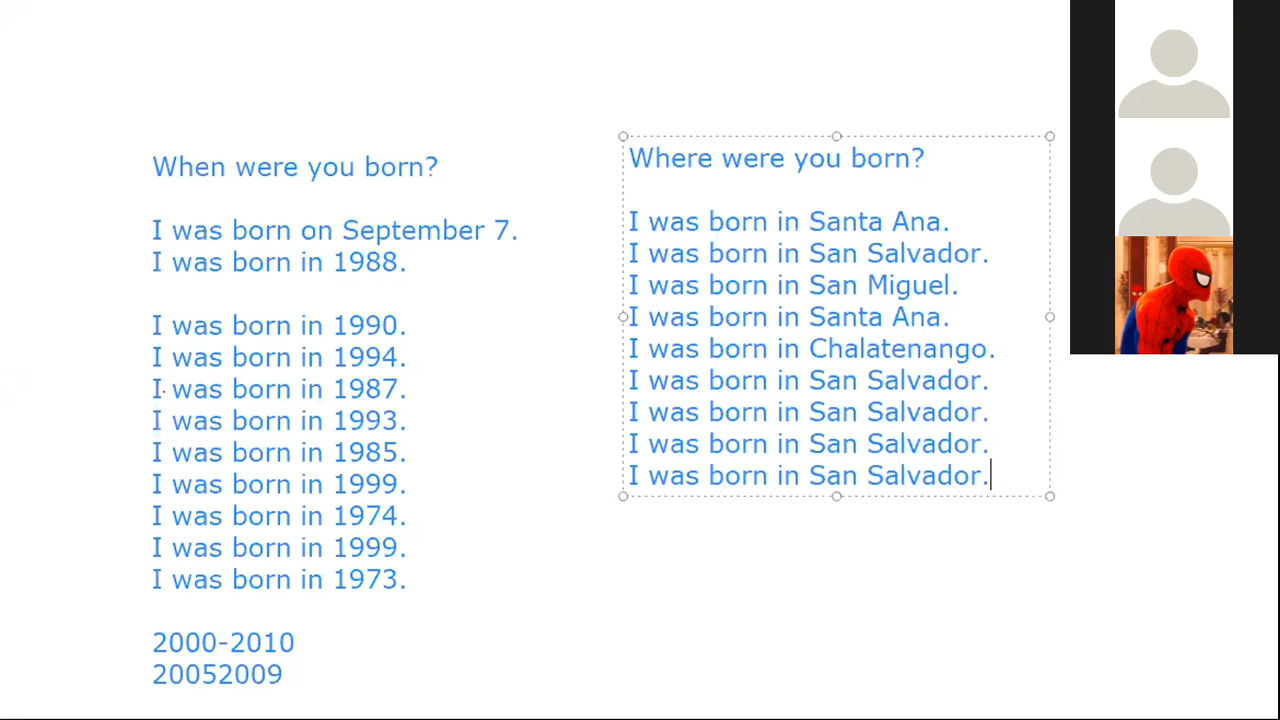 When were you born?
I was born on September 7.
I was born in 1988.
I was born in 1990.
I was born in 1994.
I was born in 1987.
I was born in 1993.
I was born in 1985.
I was born in 1999.
I was born in 1974.
I was born in 1999.
I was born in 1973.
2000-2010
20052009
Where were you born?
I was born in Santa Ana.
I was born in San Salvador.
I was born in San Miguel.
I was born in Santa Ana.
I was born in Chalatenango.
I was born in San Salvador.
I was born in San Salvador.
I was born in San Salvador.
I was born in San Salvador.